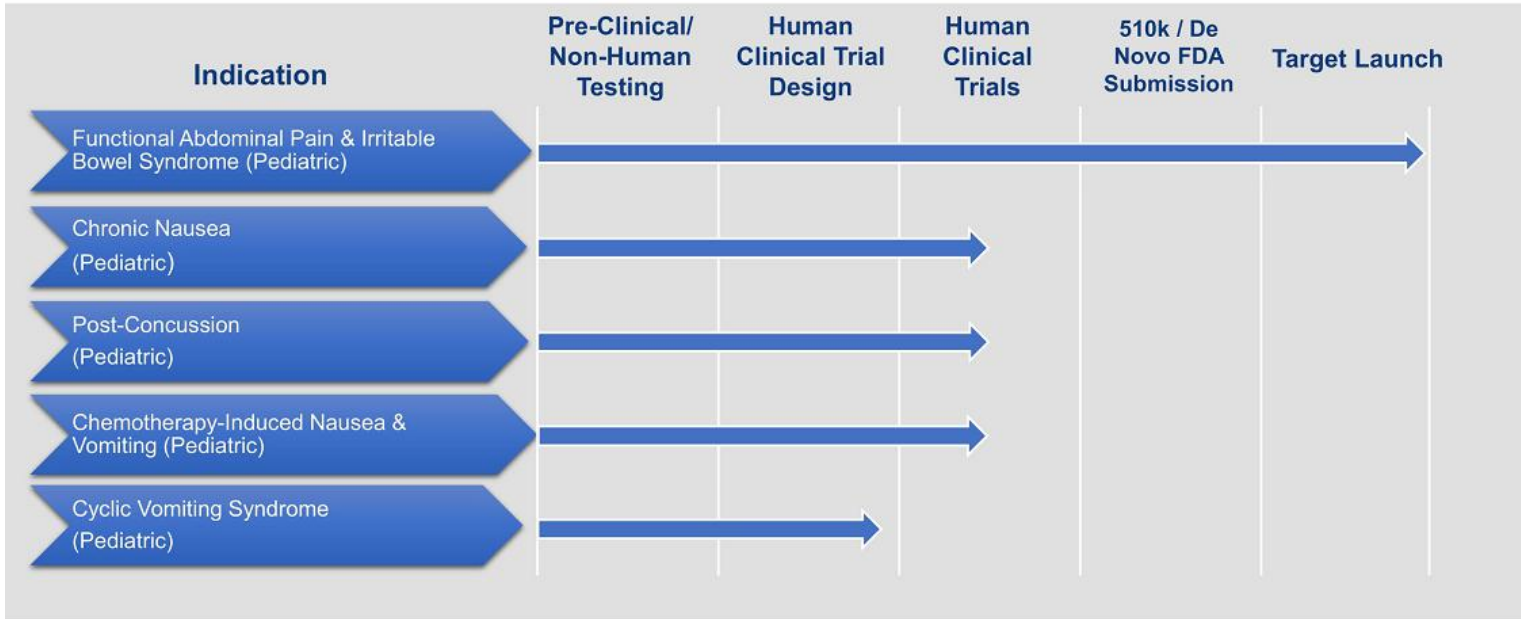 Indication
Pre-Clinical/
Non-Human
Testing
Human
Clinical Trial
Design
Human
Clinical
Trials
510k / De
Novo FDA
Submission
Target Launch
Functional Abdominal Pain & Irritable
Bowel Syndrome (Pediatric)
Chronic Nausea
(Pediatric)
Post-Concussion
(Pediatric)
Chemotherapy-Induced Nausea &
Vomiting (Pediatric)
Cyclic Vomiting Syndrome
(Pediatric)